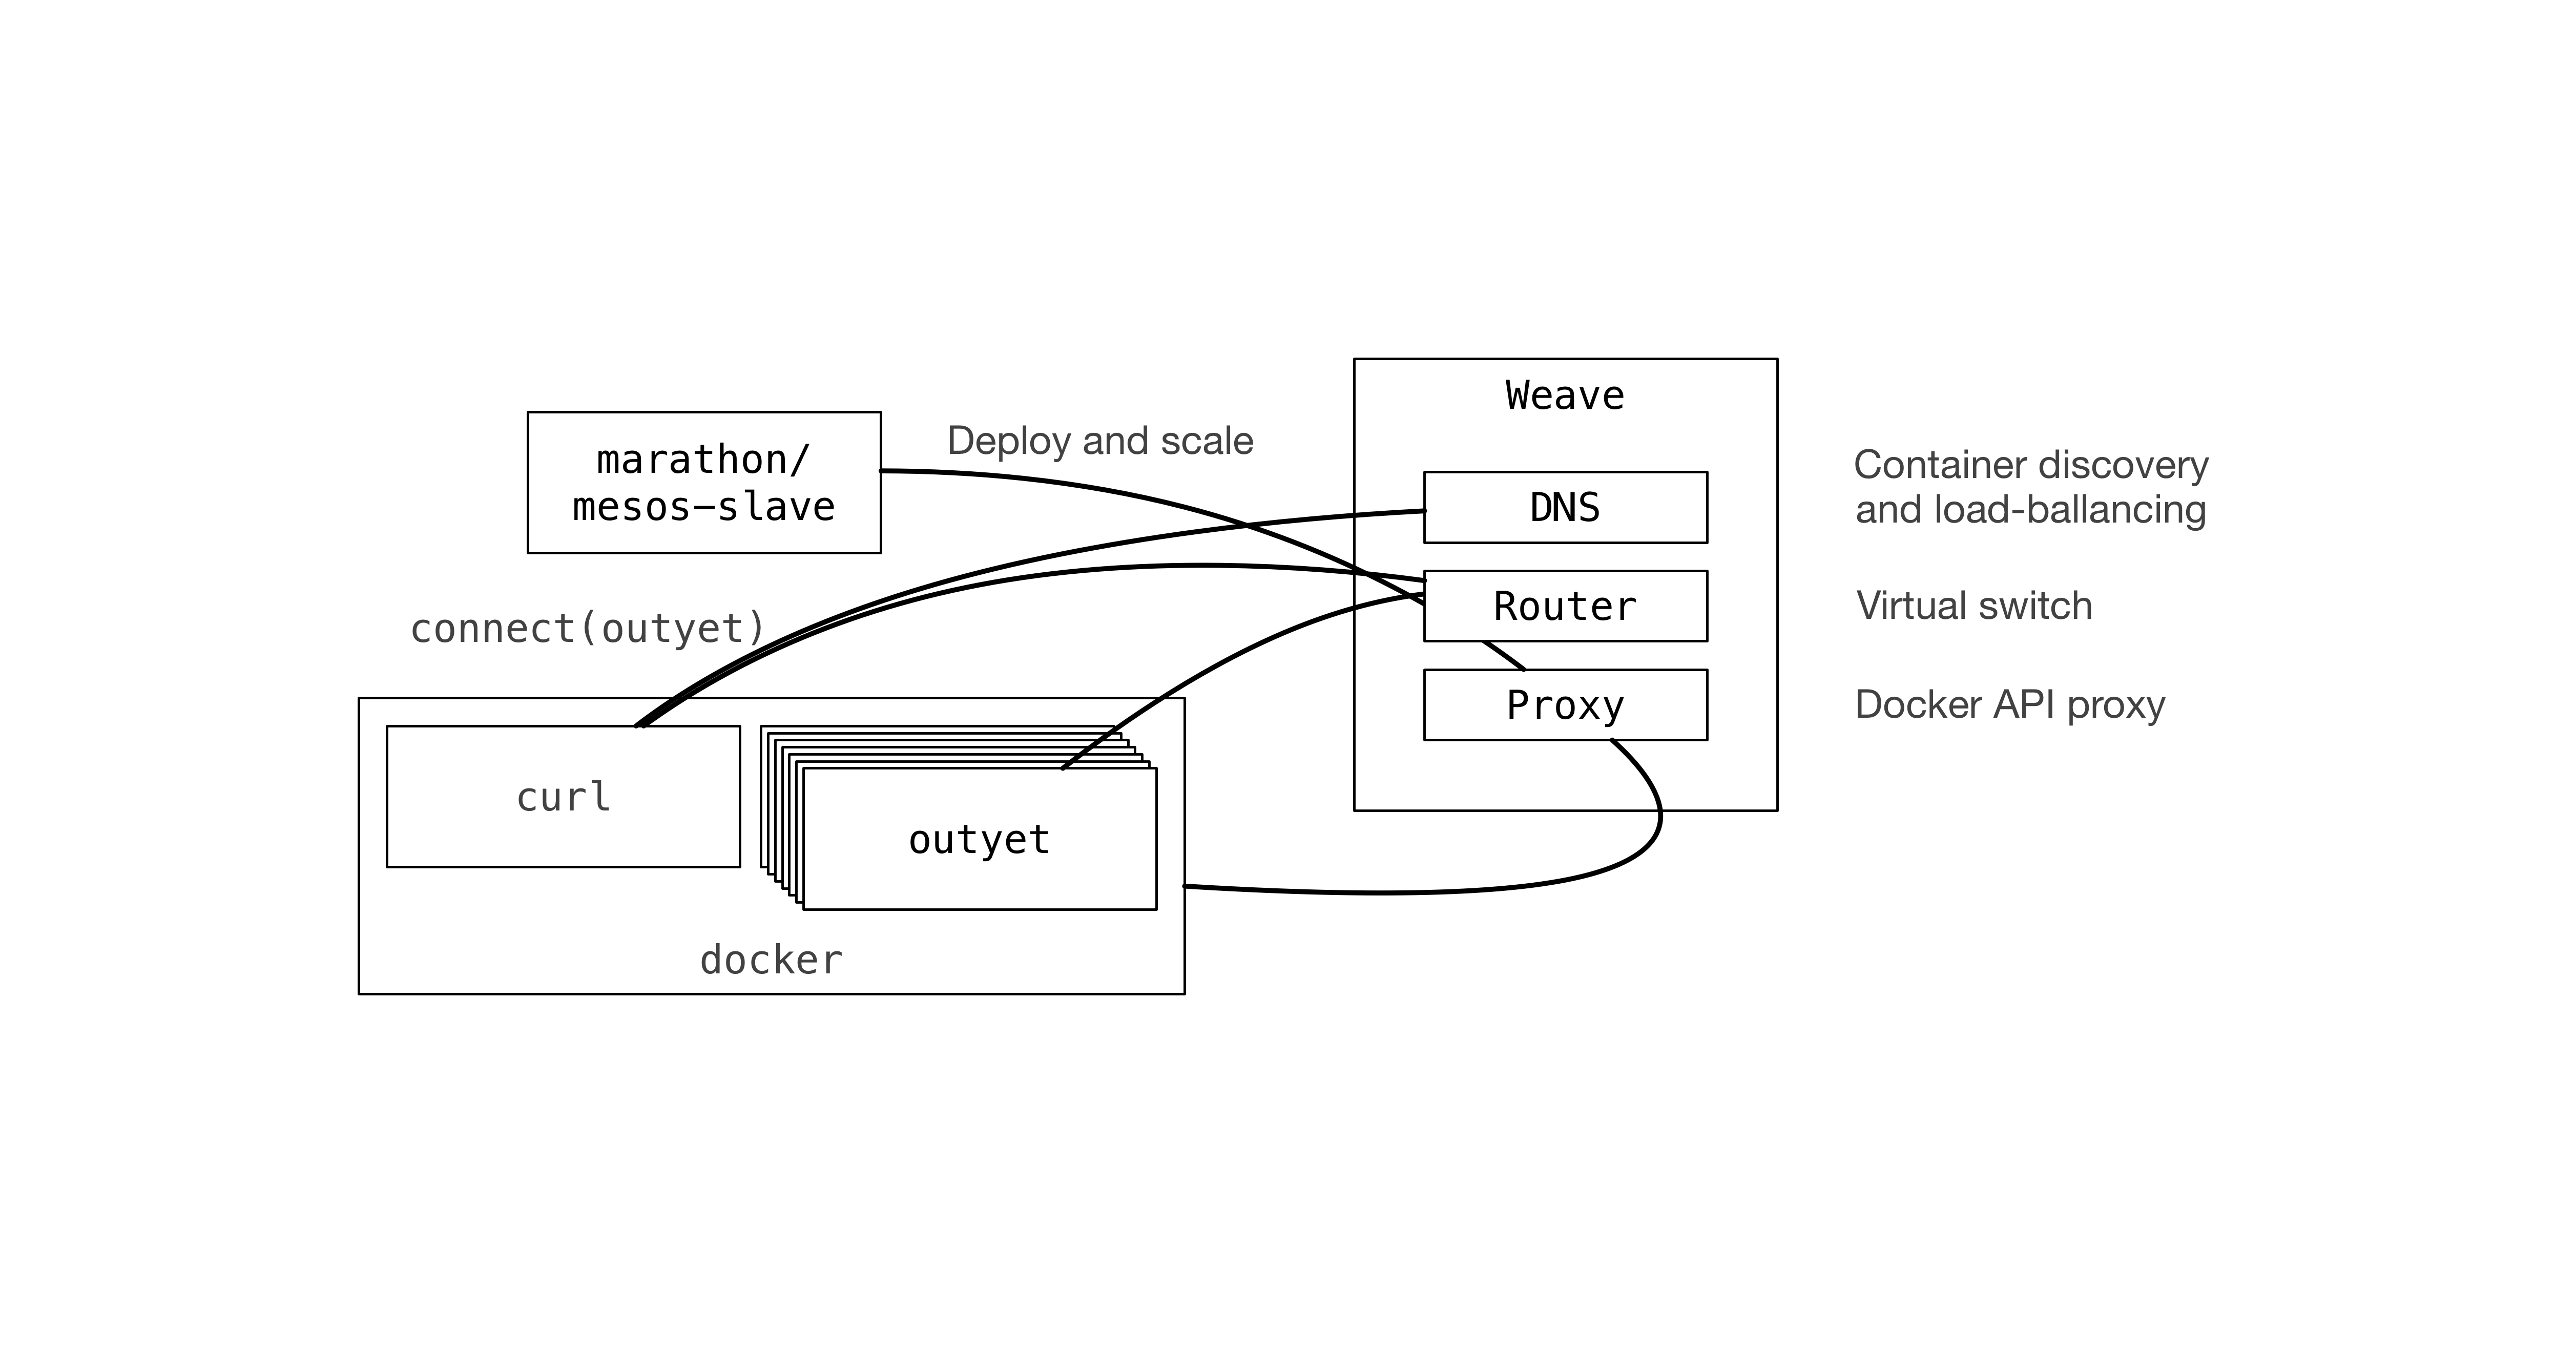 marathon/
mesos-slave
Deploy and scale
connect(outyet)
curl
outyet
docker
Weave
DNS
Router
Proxy
Container discovery
and load-ballancing
Virtual switch
Docker API proxy